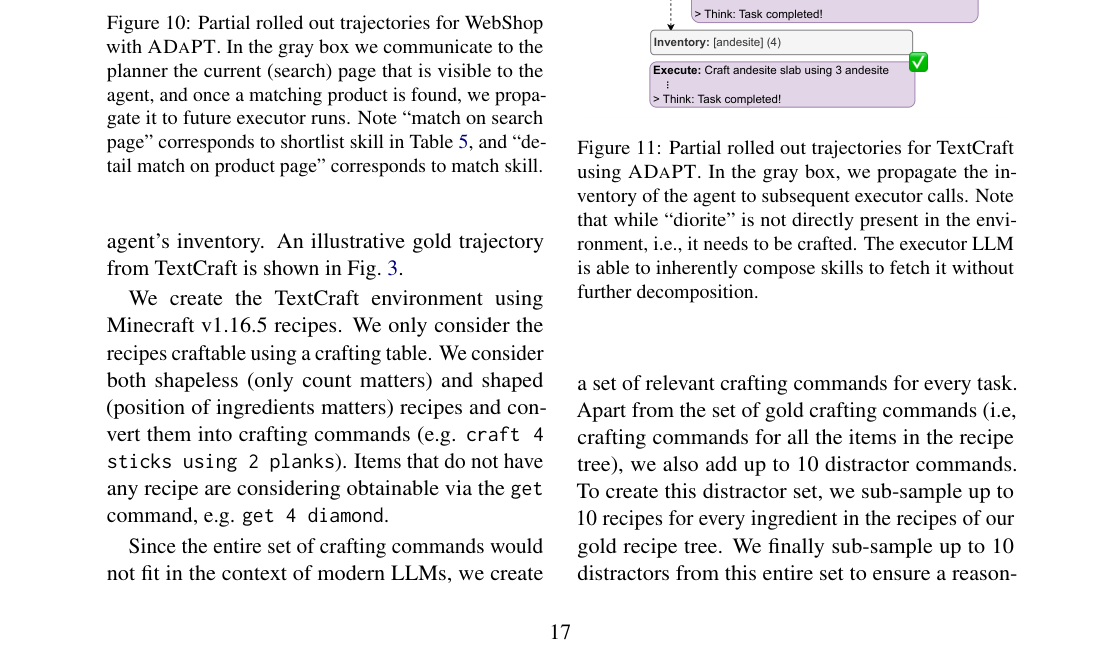 Figure 10: Partial rolled out trajectories for WebShop
with ADAPT. In the gray box we communicate to the
planner the current (search) page that is visible to the
agent, and once a matching product is found, we propa-
gate it to future executor runs. Note “match on search
page” corresponds to shortlist skill in Table 5, and “de-
tail match on product page” corresponds to match skill.
agent’s inventory. An illustrative gold trajectory
from TextCraft is shown in Fig. 3.
We create the TextCraft environment using
Minecraft v1.16.5 recipes. We only consider the
recipes craftable using a crafting table. We consider
both shapeless (only count matters) and shaped
(position of ingredients matters) recipes and con-
vert them into crafting commands (e.g. craft 4
sticks using 2 planks). Items that do not have
any recipe are considering obtainable via the get
command, e.g. get 4 diamond.
Since the entire set of crafting commands would
not fit in the context of modern LLMs, we create
> Think: Task completed!
Inventory: [andesite] (4)
Execute: Craft andesite slab using 3 andesite
⋮
> Think: Task completed!
Figure 11: Partial rolled out trajectories for TextCraft
using ADAPT. In the gray box, we propagate the in-
ventory of the agent to subsequent executor calls. Note
that while “diorite” is not directly present in the envi-
ronment, i.e., it needs to be crafted. The executor LLM
is able to inherently compose skills to fetch it without
further decomposition.
a set of relevant crafting commands for every task.
Apart from the set of gold crafting commands (i.e,
crafting commands for all the items in the recipe
tree), we also add up to 10 distractor commands.
To create this distractor set, we sub-sample up to
10 recipes for every ingredient in the recipes of our
gold recipe tree. We finally sub-sample up to 10
distractors from this entire set to ensure a reason-
17